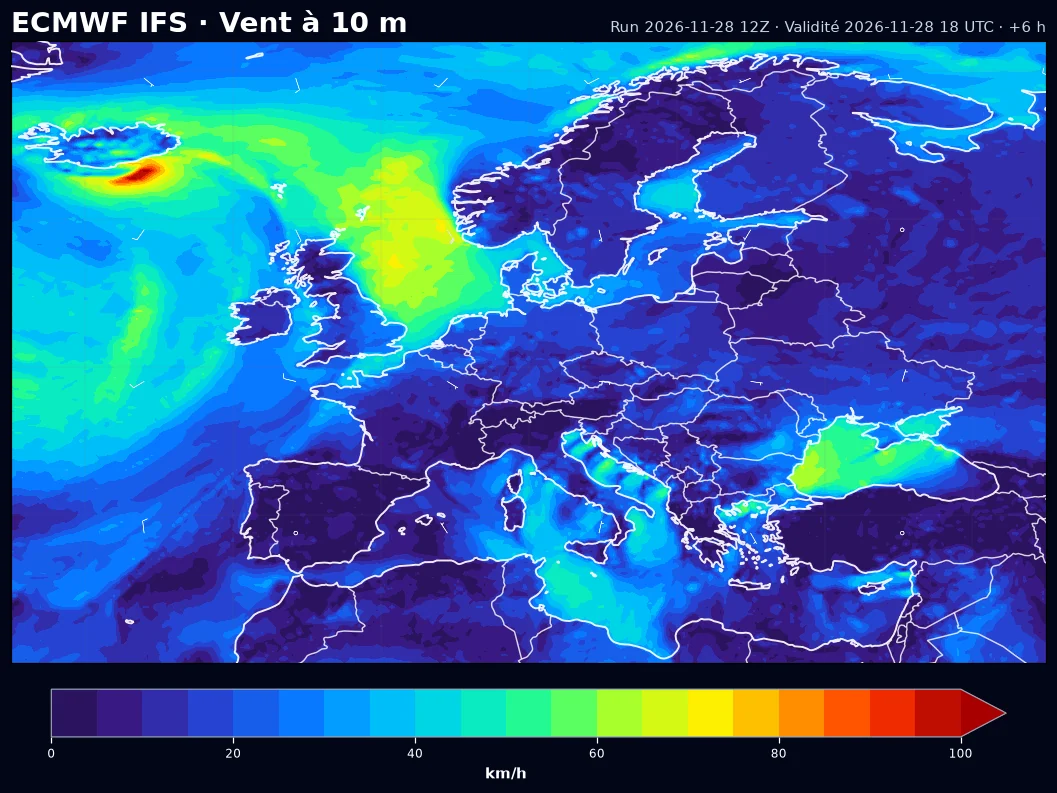 ECMWF IFS · Vent à 10 m
Run 2026-11-28 12Z · Validité 2026-11-28 18 UTC · +6 h
0 20 40 60 80 100
km/h